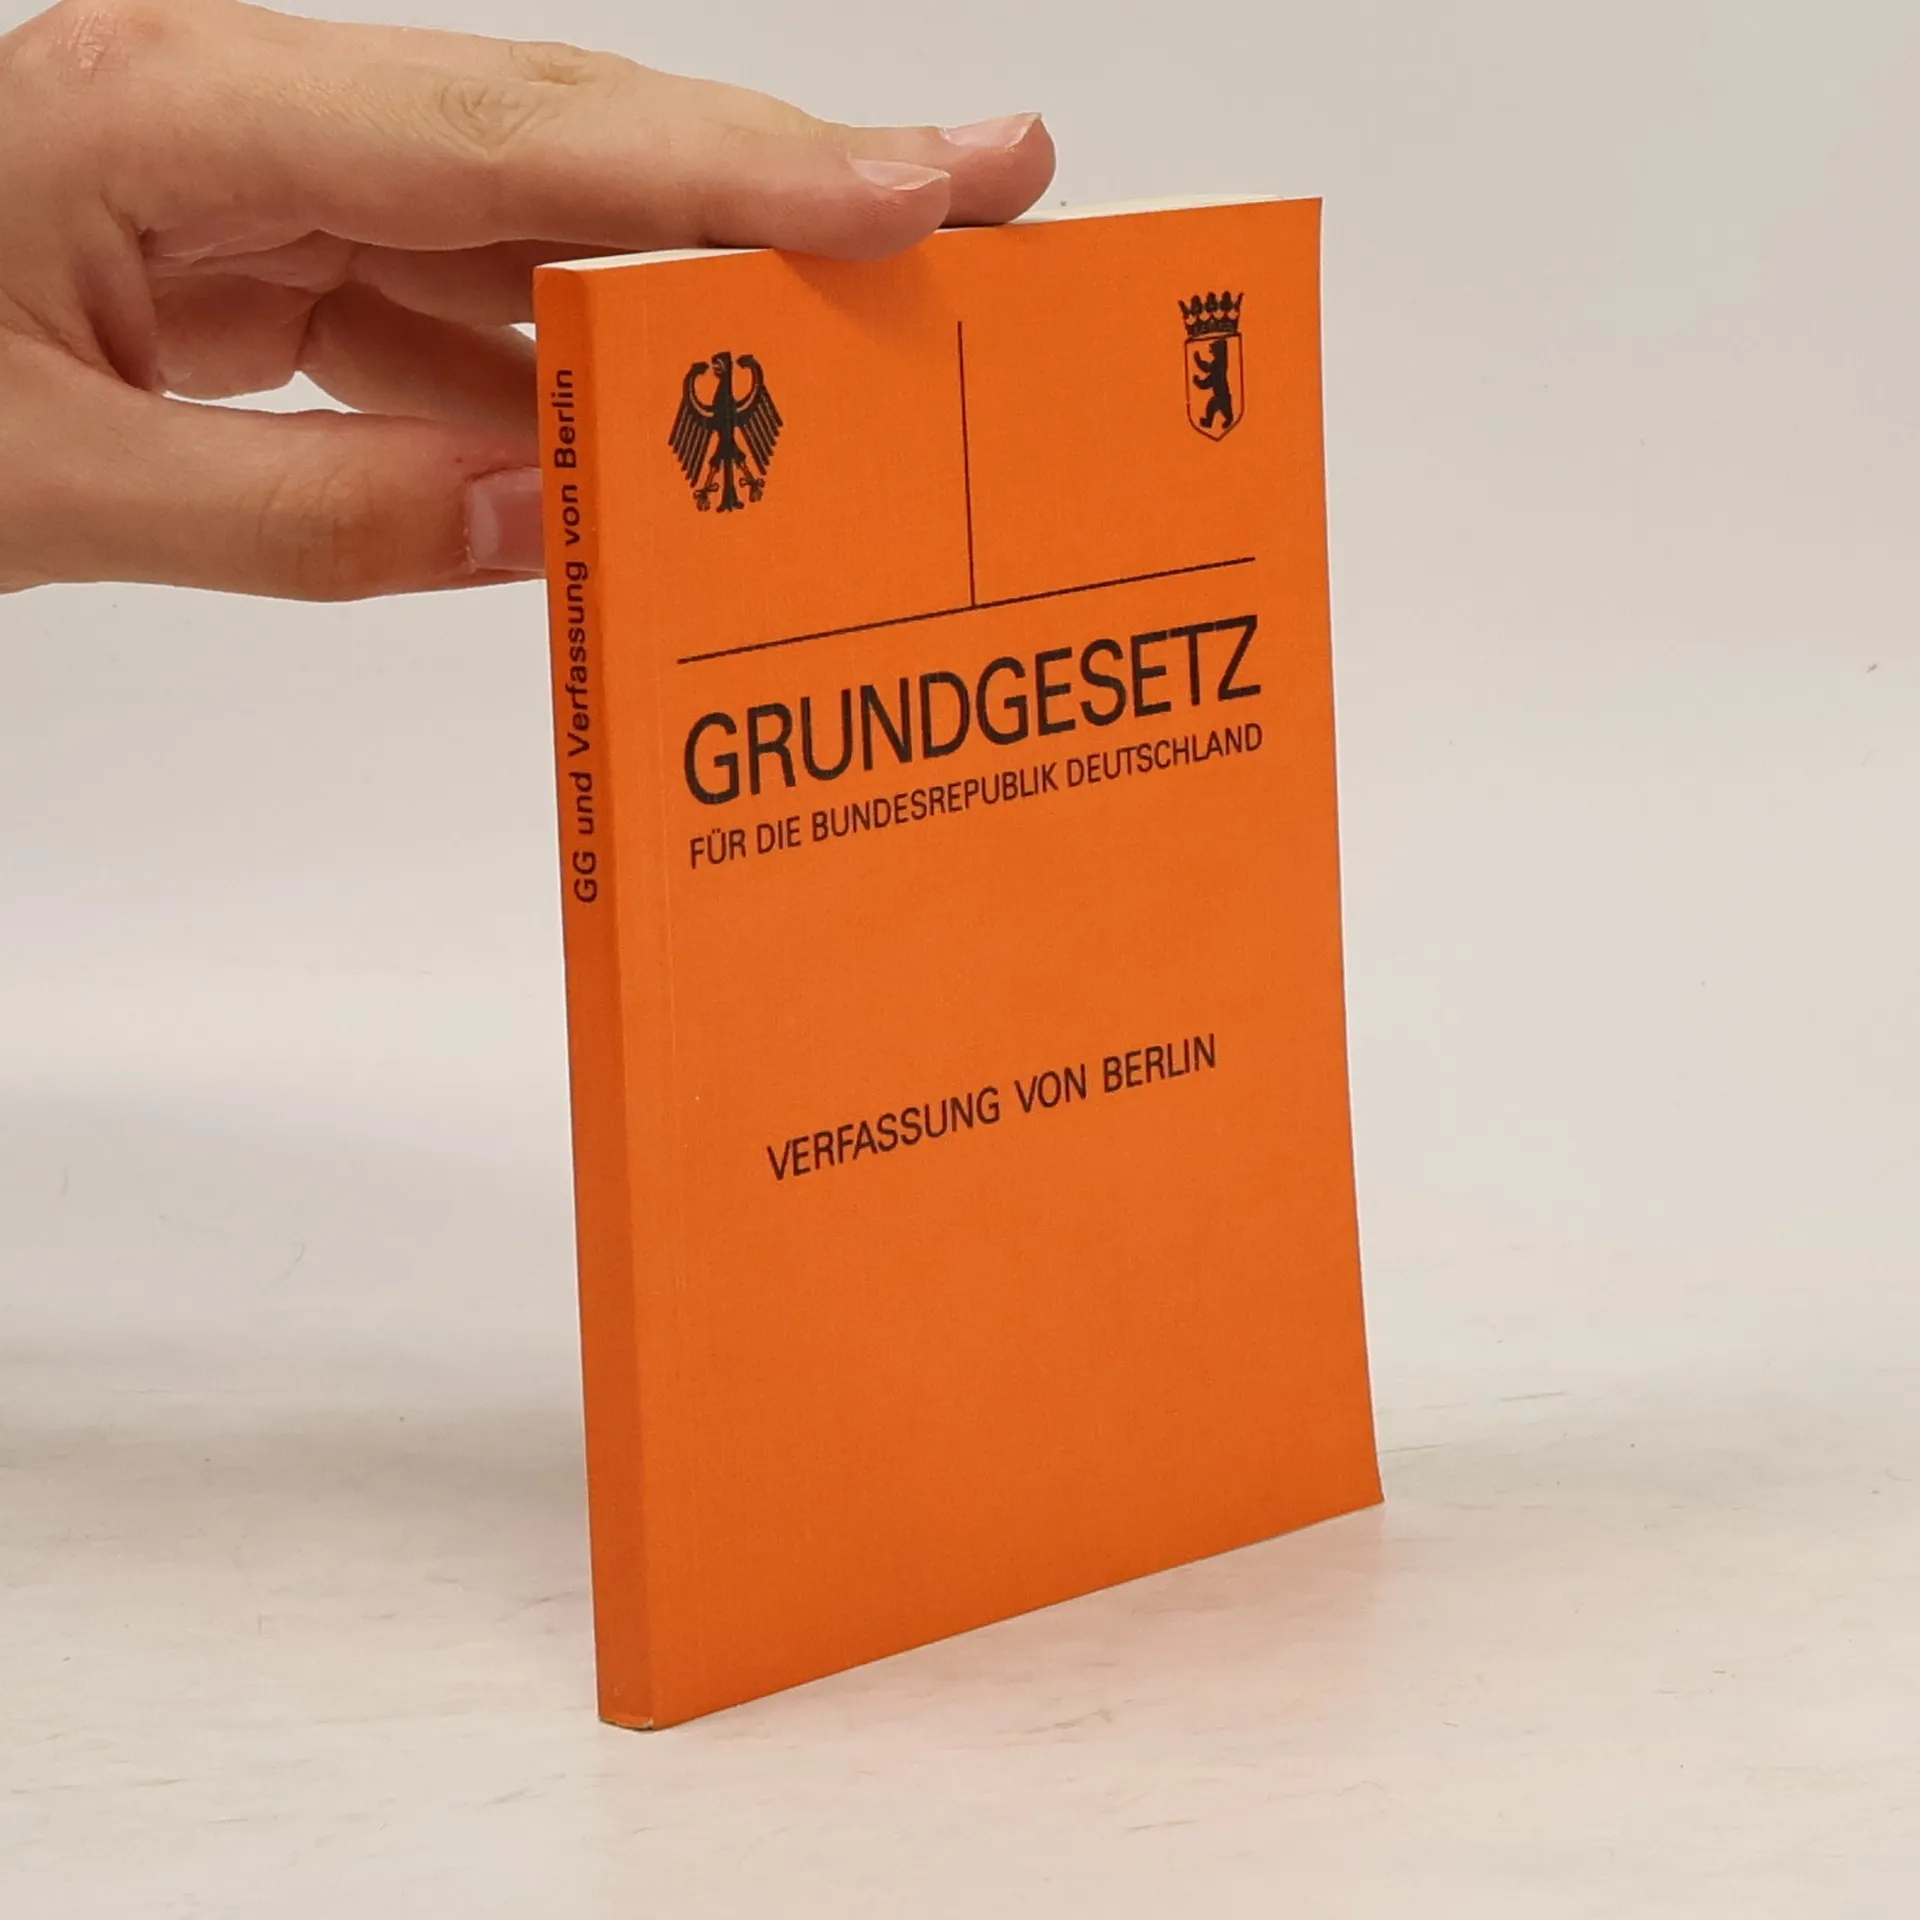 GG und Verfassung von Berlin
GRUNDGESETZ
FÜR DIE BUNDESREPUBLIK DEUTSCHLAND
VERFASSUNG VON BERLIN